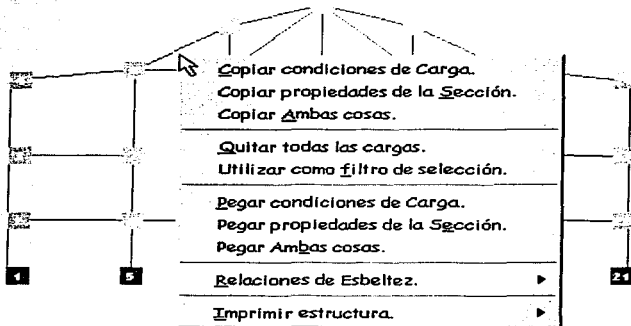 Copiar condiciones de Carga.
Copiar propiedades de la Sección.
Copiar Ambas cosas.
Quitar todas las cargas.
Utilizar como filtro de selección.
Pegar condiciones de Carga.
Pegar propiedades de la Sección.
Pegar Ambas cosas.
1 5 Relaciones de Esbeltez. 21
Imprimir estructura.